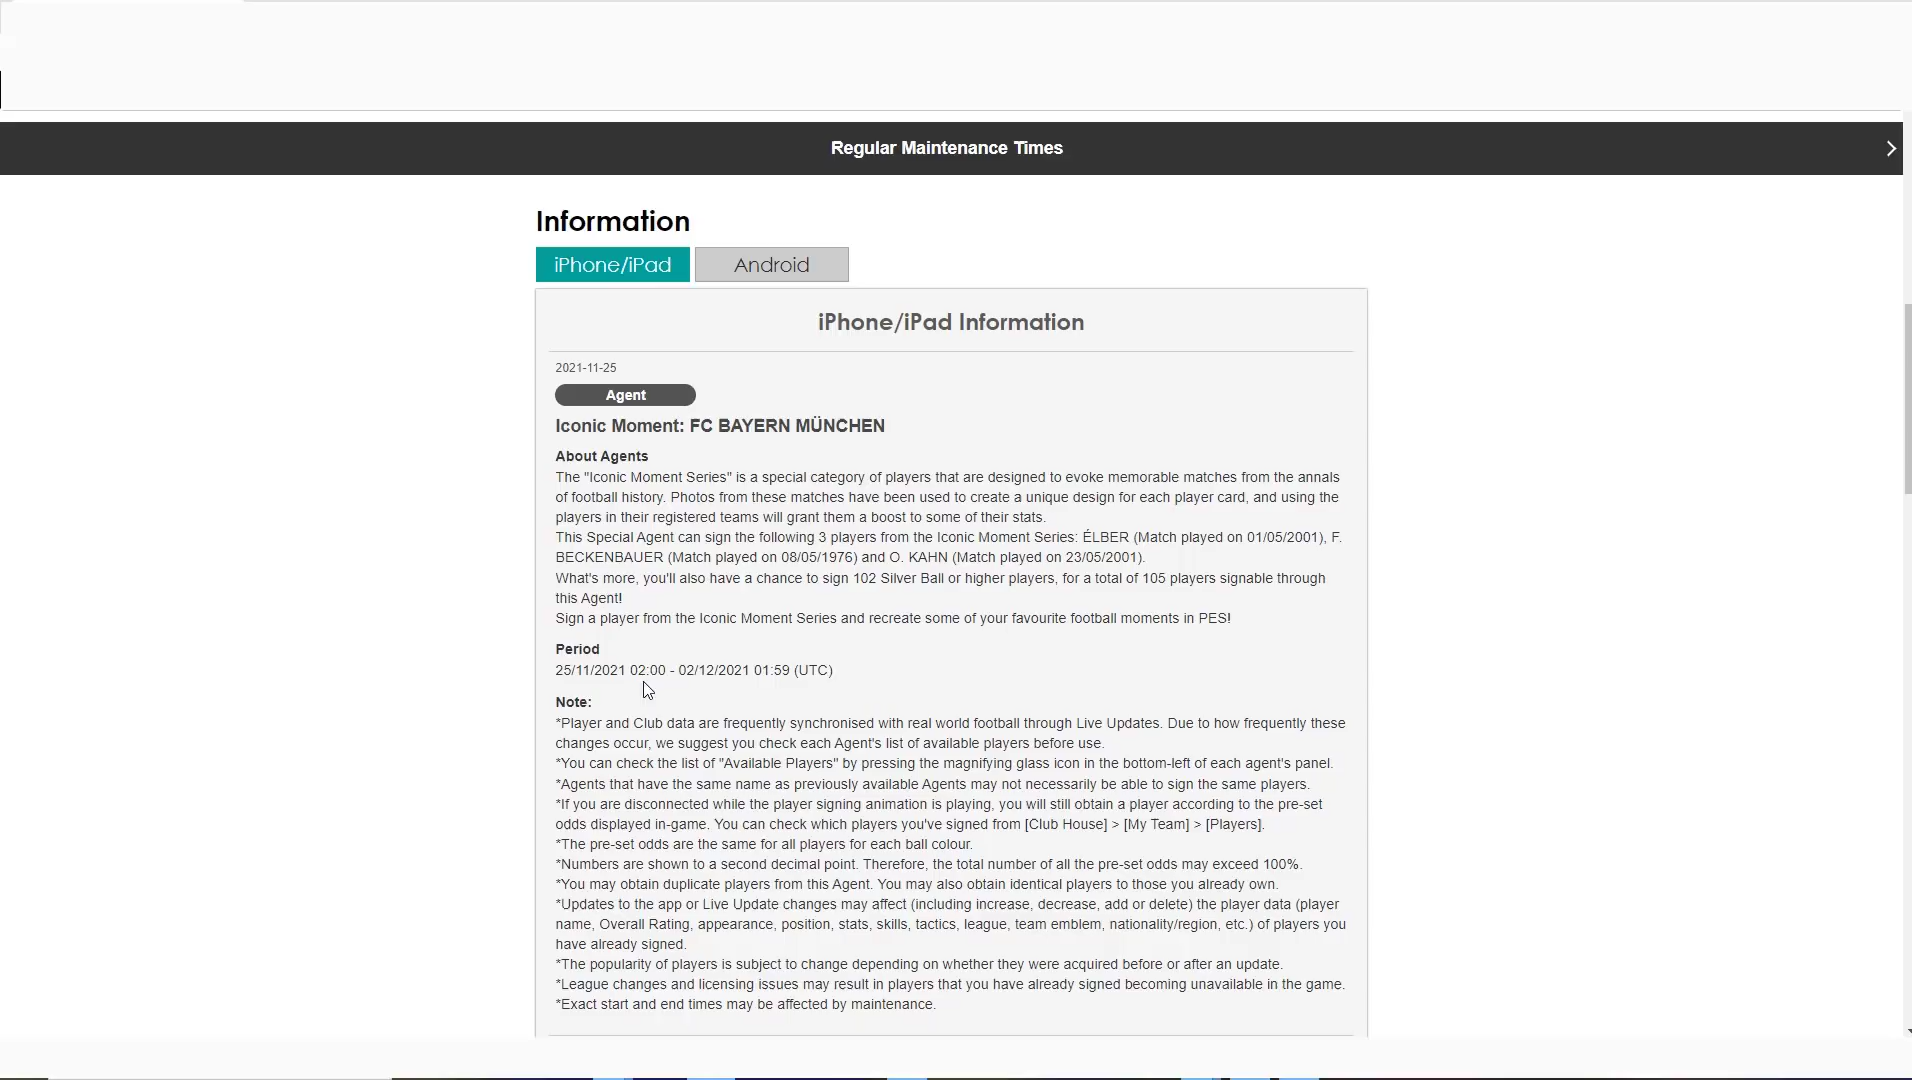 Regular Maintenance Times
Information
iPhone/iPad
Android
iPhone/iPad Information
2021-11-25
Agent
Iconic Moment: FC BAYERN MÜNCHEN
About Agents
The "Iconic Moment Series" is a special category of players that are designed to evoke memorable matches from the annals
of football history. Photos from these matches have been used to create a unique design for each player card, and using the
players in their registered teams will grant them a boost to some of their stats.
This Special Agent can sign the following 3 players from the Iconic Moment Series: ÉLBER (Match played on 01/05/2001), F.
BECKENBAUER (Match played on 08/05/1976) and O. KAHN (Match played on 23/05/2001).
What's more, you'll also have a chance to sign 102 Silver Ball or higher players, for a total of 105 players signable through
this Agent!
Sign a player from the Iconic Moment Series and recreate some of your favourite football moments in PES!
Period
25/11/2021 02:00 - 02/12/2021 01:59 (UTC)
Note:
*Player and Club data are frequently synchronised with real world football through Live Updates. Due to how frequently these
changes occur, we suggest you check each Agent's list of available players before use.
*You can check the list of "Available Players" by pressing the magnifying glass icon in the bottom-left of each agent's panel.
*Agents that have the same name as previously available Agents may not necessarily be able to sign the same players.
*If you are disconnected while the player signing animation is playing, you will still obtain a player according to the pre-set
odds displayed in-game. You can check which players you've signed from [Club House] > [My Team] > [Players].
*The pre-set odds are the same for all players for each ball colour.
*Numbers are shown to a second decimal point. Therefore, the total number of all the pre-set odds may exceed 100%.
*You may obtain duplicate players from this Agent. You may also obtain identical players to those you already own.
*Updates to the app or Live Update changes may affect (including increase, decrease, add or delete) the player data (player
name, Overall Rating, appearance, position, stats, skills, tactics, league, team emblem, nationality/region, etc.) of players you
have already signed.
*The popularity of players is subject to change depending on whether they were acquired before or after an update.
*League changes and licensing issues may result in players that you have already signed becoming unavailable in the game.
*Exact start and end times may be affected by maintenance.